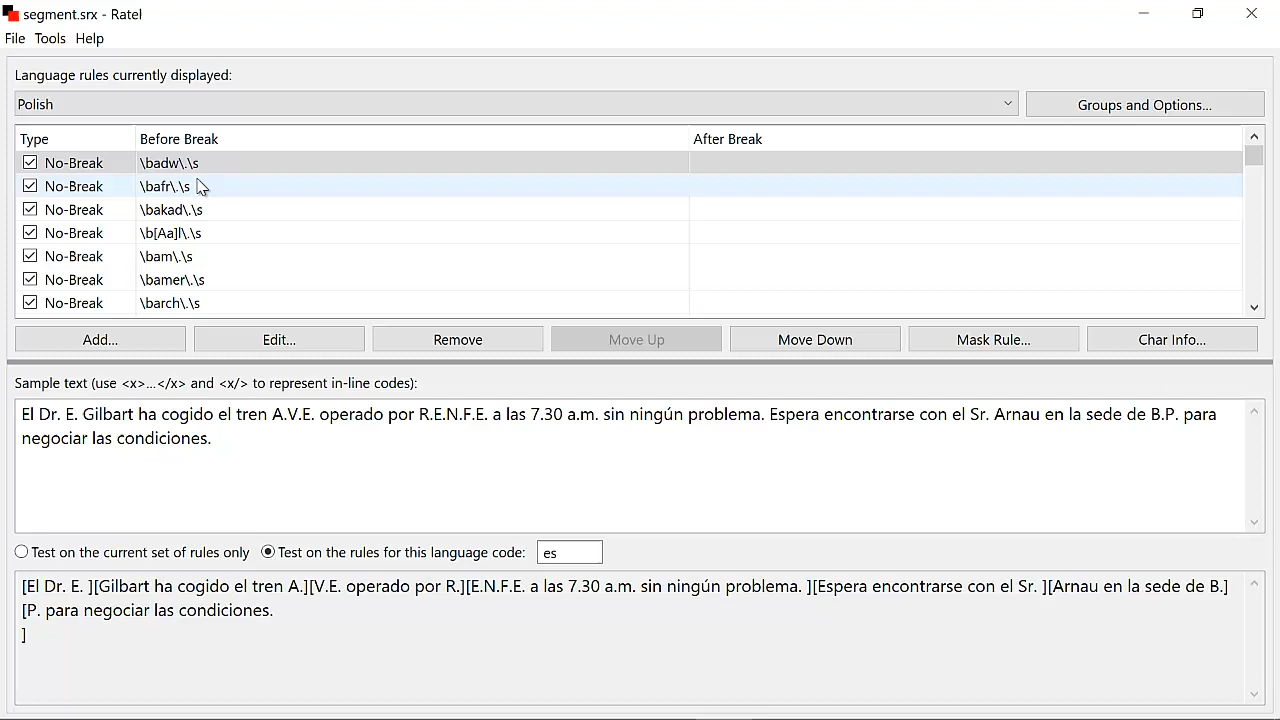 segment.srx - Ratel
File Tools Help
Language rules currently displayed:
Polish
Groups and Options...
Type Before Break After Break
No-Break \badw\.\s
No-Break \bafr\.\s
No-Break \bakad\.\s
No-Break \b[Aa]l\.\s
No-Break \bam\.\s
No-Break \bamer\.\s
No-Break \barch\.\s
Add... Edit... Remove Move Up Move Down Mask Rule... Char Info...
Sample text (use <x>...</x> and <x/> to represent in-line codes):
El Dr. E. Gilbart ha cogido el tren A.V.E. operado por R.E.N.F.E. a las 7.30 a.m. sin ningún problema. Espera encontrarse con el Sr. Arnau en la sede de B.P. para
negociar las condiciones.
Test on the current set of rules only Test on the rules for this language code: es
[El Dr. E. ][Gilbart ha cogido el tren A.][V.E. operado por R.][E.N.F.E. a las 7.30 a.m. sin ningún problema. ][Espera encontrarse con el Sr. ][Arnau en la sede de B.]
[P. para negociar las condiciones.
]